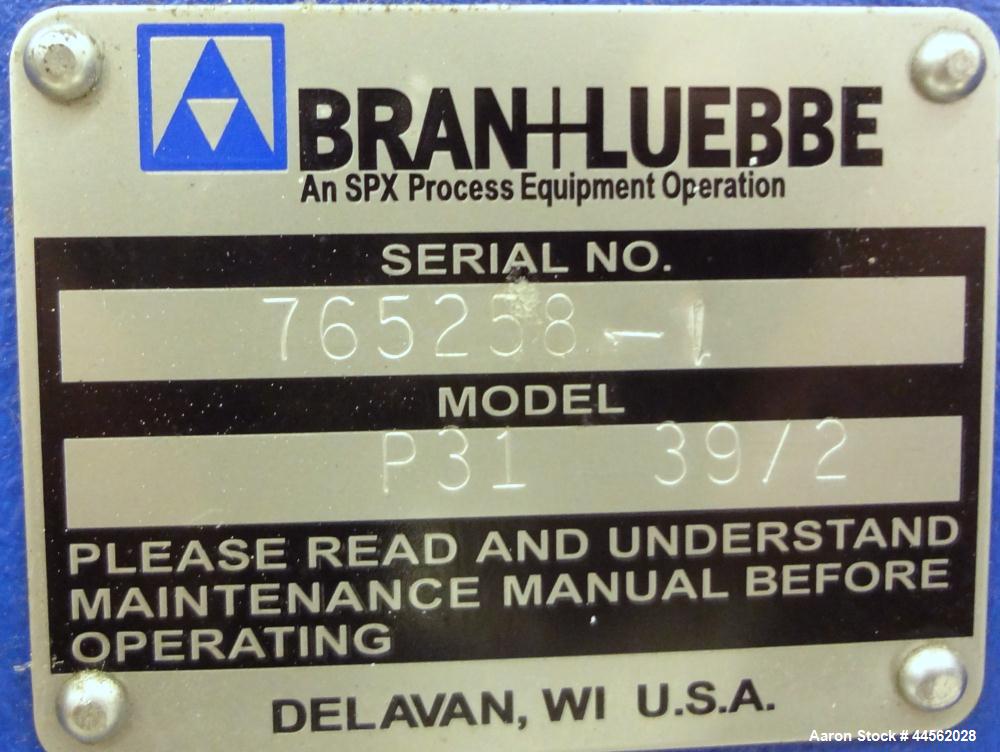 BRAN+LUEBBE
An SPX Process Equipment Operation
SERIAL NO.
765258-1
MODEL
P31 39/2
PLEASE READ AND UNDERSTAND
MAINTENANCE MANUAL BEFORE
OPERATING
DELAVAN, WI U.S.A.
Aaron Stock # 44562028